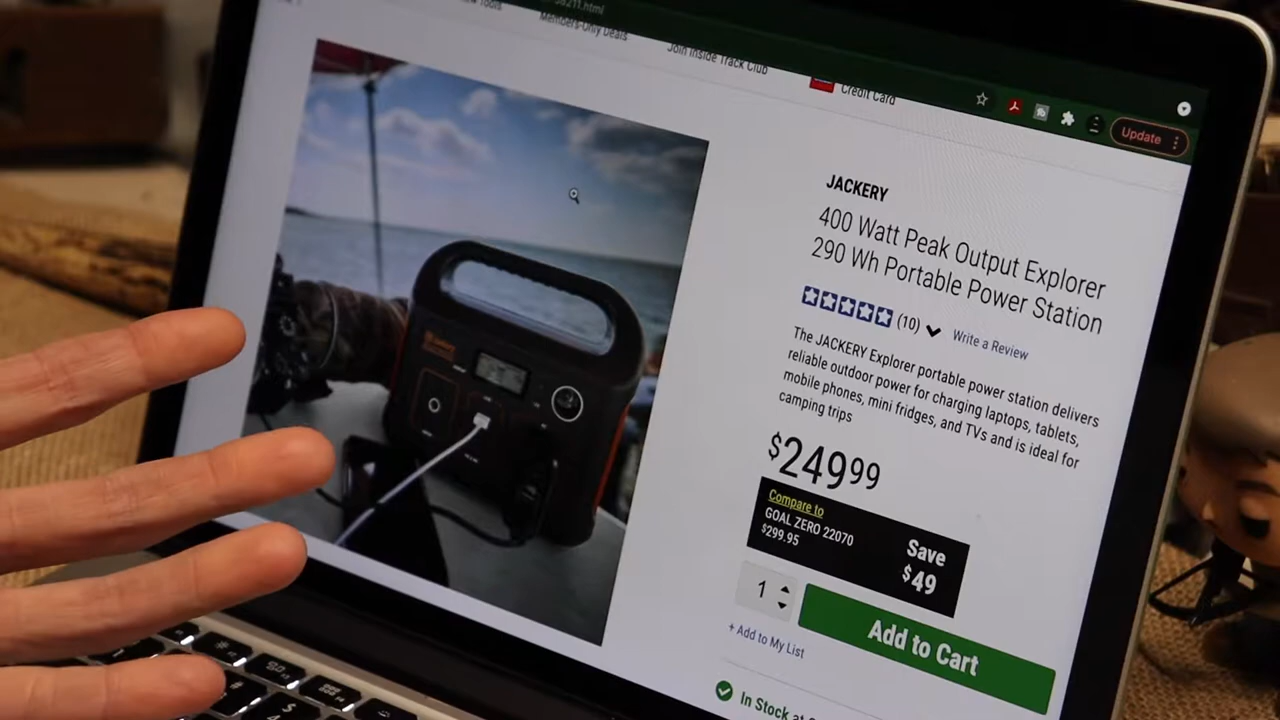 Members-Only Deals
Join Inside Track Club
Credit Card
Update
JACKERY
400 Watt Peak Output Explorer
290 Wh Portable Power Station
(10)
Write a Review
The JACKERY Explorer portable power station delivers
reliable outdoor power for charging laptops, tablets,
mobile phones, mini fridges, and TVs and is ideal for
camping trips
$249.99
Compare to
GOAL ZERO 22070
$299.95
Save
$49
1
Add to Cart
+ Add to My List
In Stock at